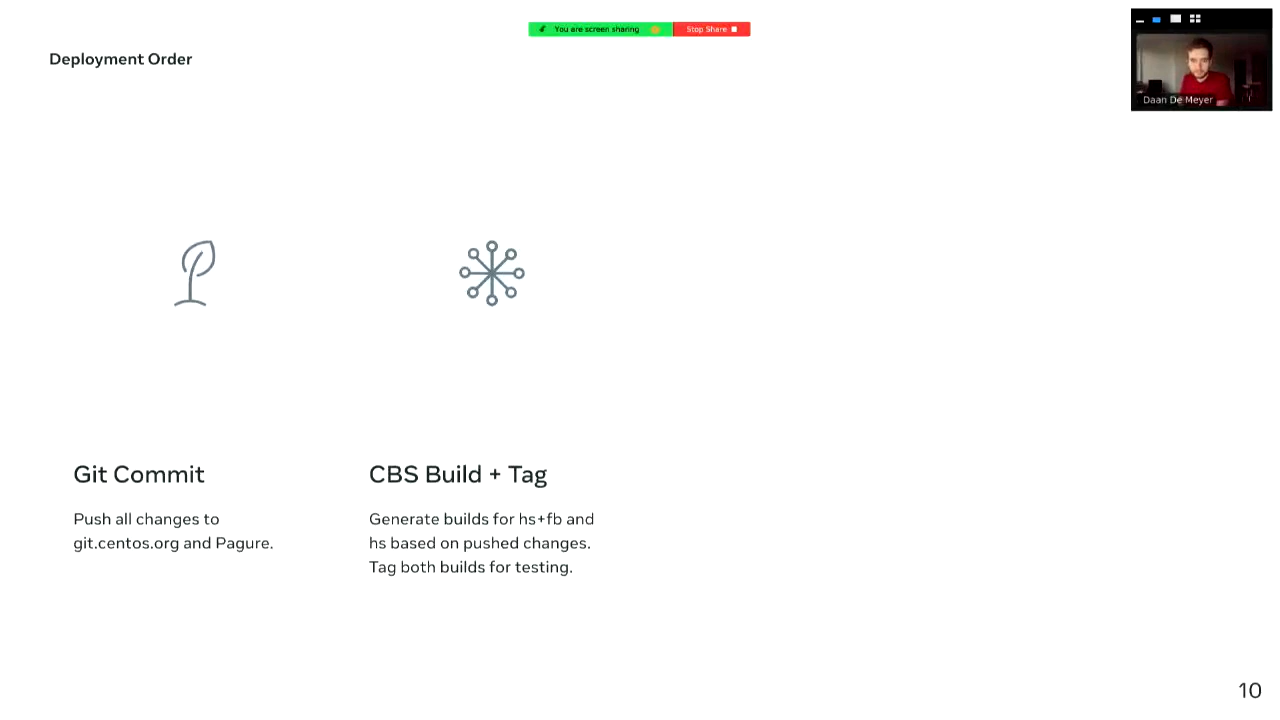 You are screen sharing
Stop Share
Deployment Order
Daan De Meyer
Git Commit
Push all changes to
git.centos.org and Pagure.
CBS Build + Tag
Generate builds for hs+fb and
hs based on pushed changes.
Tag both builds for testing.
10